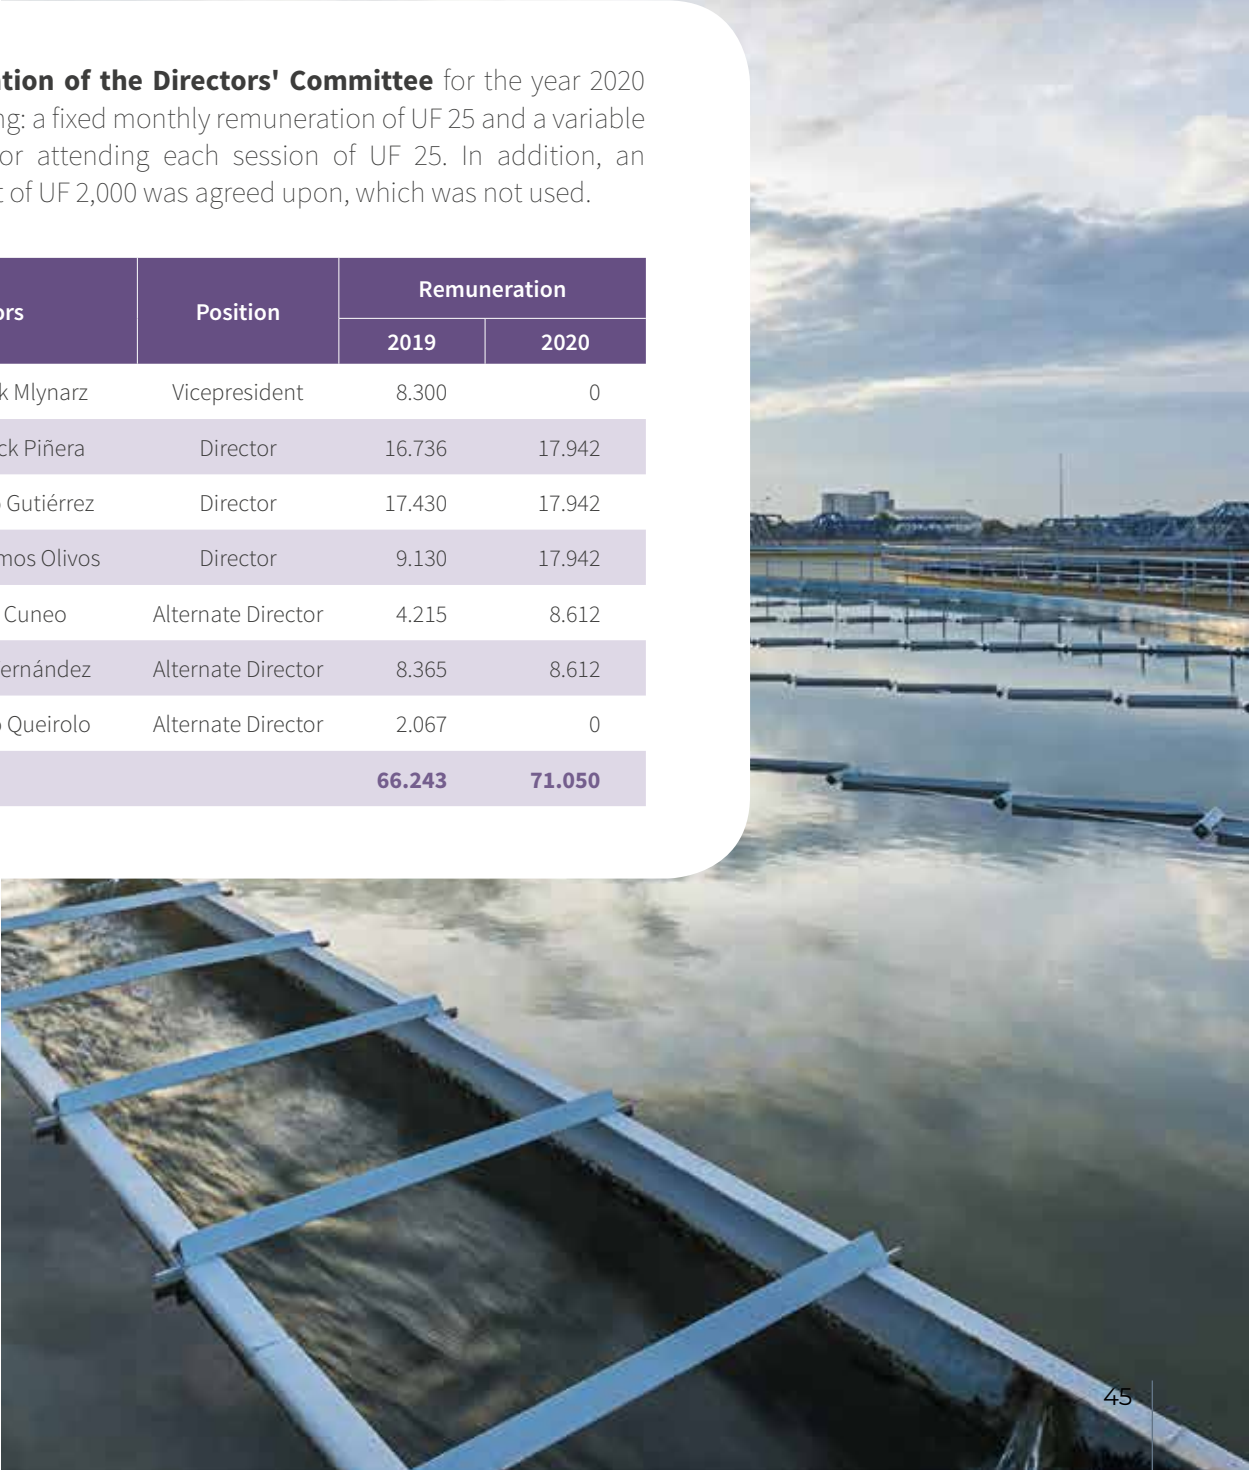 tion of the Directors' Committee for the year 2020
ng: a fixed monthly remuneration of UF 25 and a variable
or attending each session of UF 25. In addition, an
t of UF 2,000 was agreed upon, which was not used.
ors Position Remuneration
2019 2020
k Mlynarz Vicepresident 8.300 0
ck Piñera Director 16.736 17.942
o Gutiérrez Director 17.430 17.942
mos Olivos Director 9.130 17.942
Cuneo Alternate Director 4.215 8.612
ernández Alternate Director 8.365 8.612
o Queirolo Alternate Director 2.067 0
66.243 71.050
45